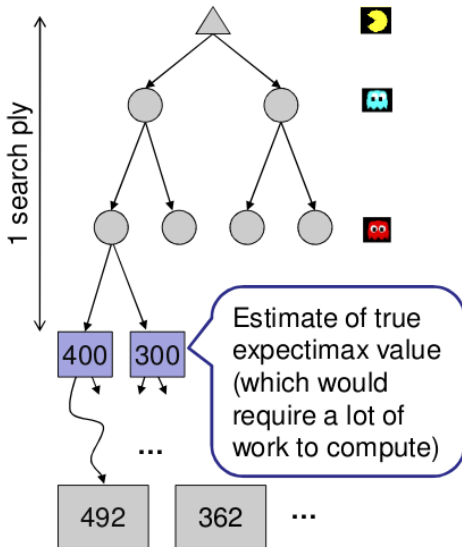 1 search ply
400
300
Estimate of true
expectimax value
(which would
require a lot of
work to compute)
...
492
362
...